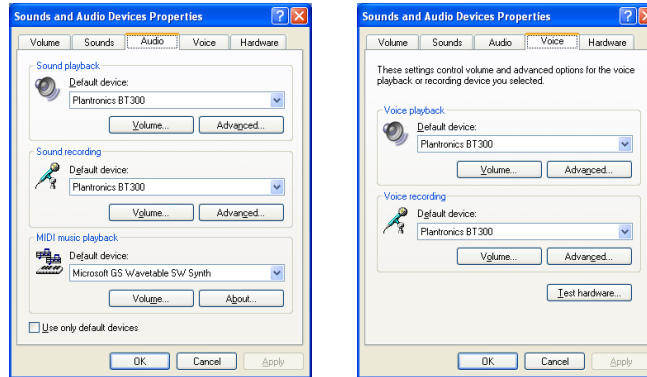 Sounds and Audio Devices Properties
Volume Sounds Audio Voice Hardware
Sound playback
Default device:
Plantronics BT300
Volume... Advanced...
Sound recording
Default device:
Plantronics BT300
Volume... Advanced...
MIDI music playback
Default device:
Microsoft GS Wavetable SW Synth
Volume... About...
Use only default devices
OK Cancel Apply
Sounds and Audio Devices Properties
Volume Sounds Audio Voice Hardware
These settings control volume and advanced options for the voice
playback or recording device you selected.
Voice playback
Default device:
Plantronics BT300
Volume... Advanced...
Voice recording
Default device:
Plantronics BT300
Volume... Advanced...
Test hardware...
OK Cancel Apply